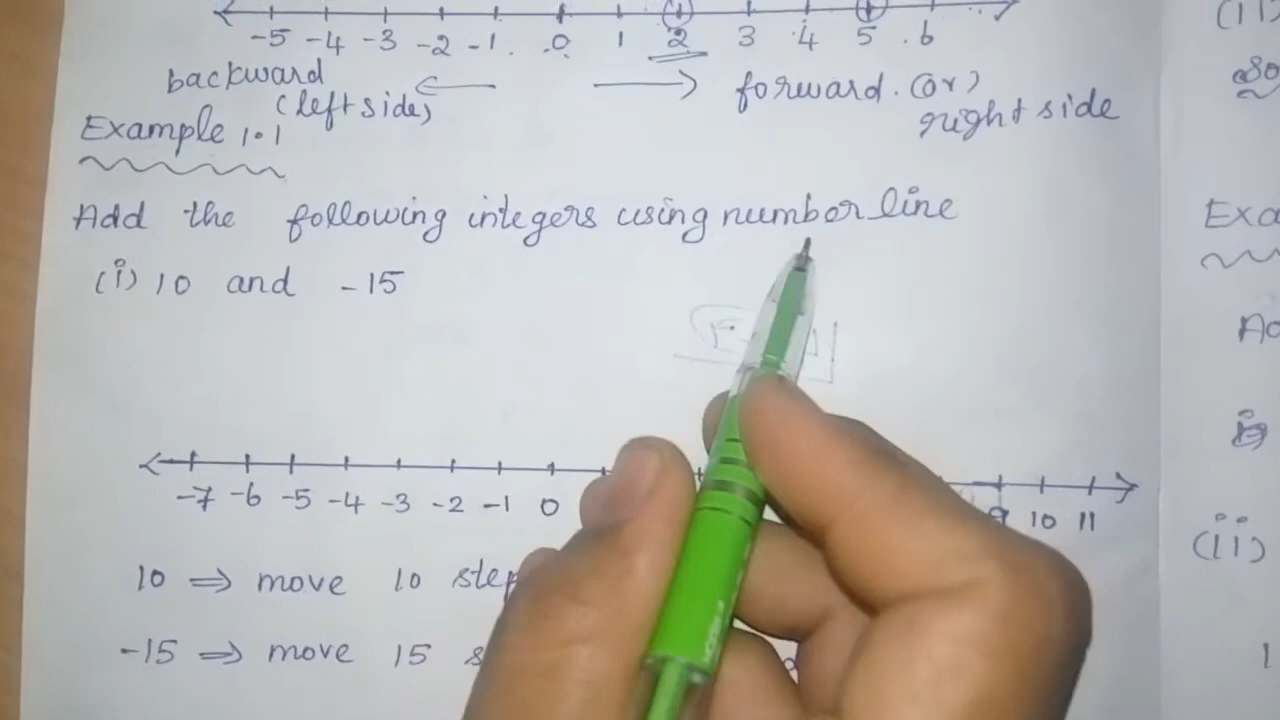 -5 -4 -3 -2 -1 0 1 2 3 4 5 6
backward
(left side)
forward (or)
right side
Example 1.1
Add the following integers using number line
(i) 10 and -15
-7 -6 -5 -4 -3 -2 -1 0 9 10 11
10 ⇒ move 10
-15 ⇒ move 15
(ii)